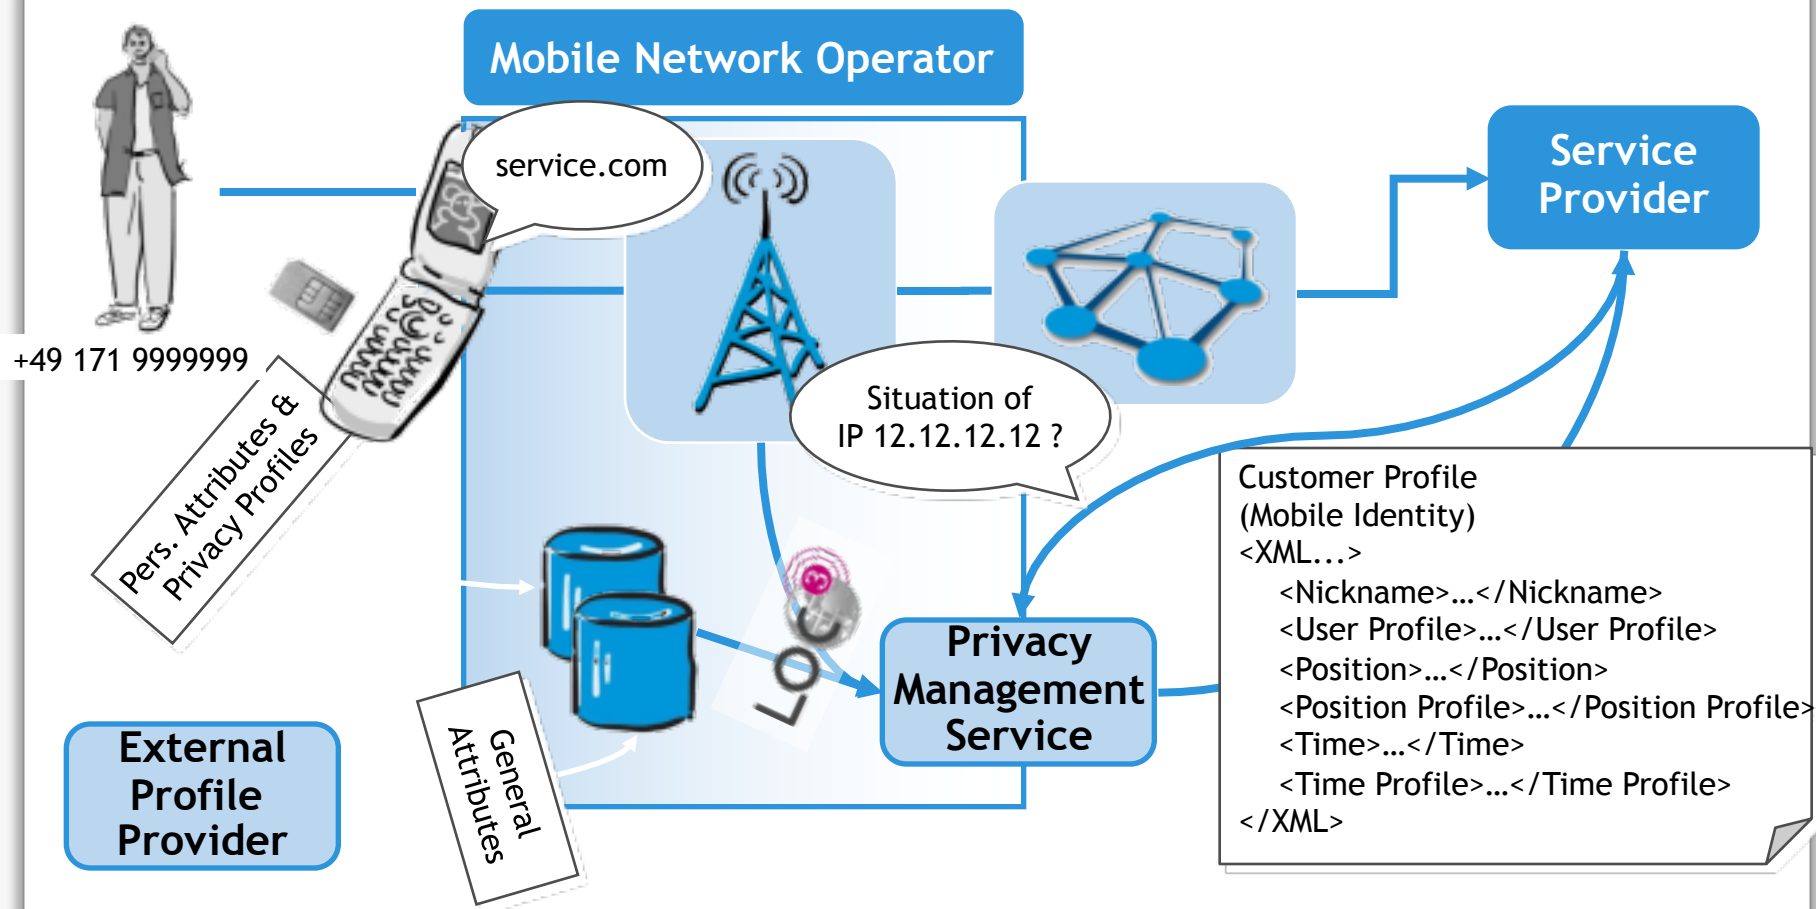 Mobile Network Operator
service.com
Service
Provider
+49 171 9999999
Situation of
IP 12.12.12.12 ?
Pers. Attributes &
Privacy Profiles
Customer Profile
(Mobile Identity)
<XML...>
<Nickname>…</Nickname>
<User Profile>…</User Profile>
<Position>…</Position>
<Position Profile>…</Position Profile>
<Time>…</Time>
<Time Profile>…</Time Profile>
</XML>
LOC
3
Privacy
Management
Service
General
Attributes
External
Profile
Provider